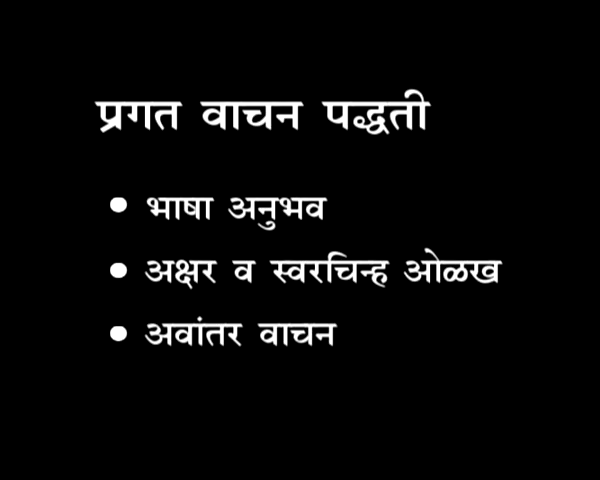 प्रगत वाचन पद्धती
• भाषा अनुभव
• अक्षर व स्वरचिन्ह ओळख
• अवांतर वाचन